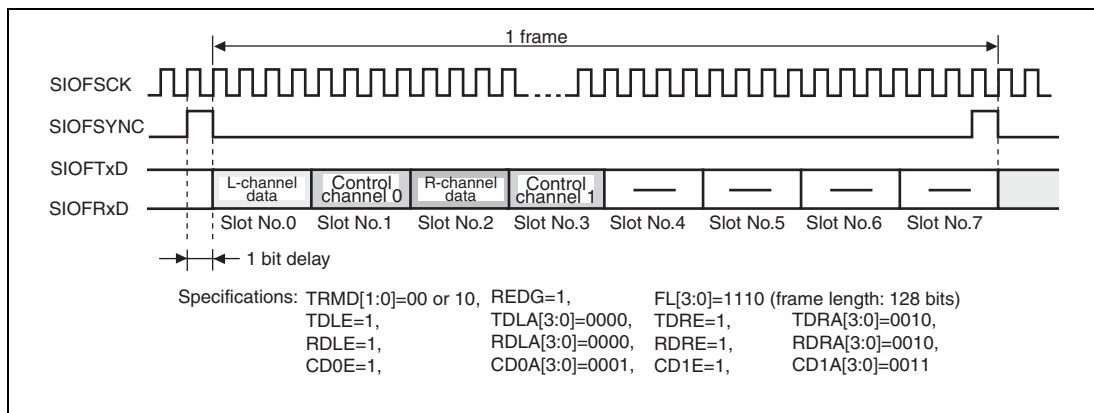 1 frame
SIOFSCK
SIOFSYNC
SIOFTxD
SIOFRxD
L-channel
data
Control
channel 0
R-channel
data
Control
channel 1
Slot No.0 Slot No.1 Slot No.2 Slot No.3 Slot No.4 Slot No.5 Slot No.6 Slot No.7
1 bit delay
Specifications: TRMD[1:0]=00 or 10, REDG=1, FL[3:0]=1110 (frame length: 128 bits)
TDLE=1, TDLA[3:0]=0000, TDRE=1, TDRA[3:0]=0010,
RDLE=1, RDLA[3:0]=0000, RDRE=1, RDRA[3:0]=0010,
CD0E=1, CD0A[3:0]=0001, CD1E=1, CD1A[3:0]=0011